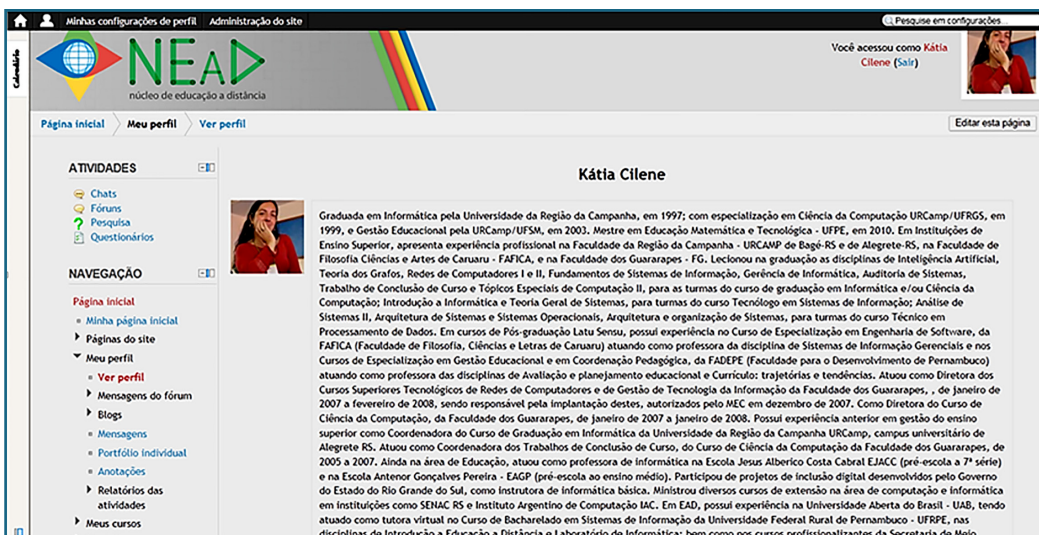 Minhas configurações de perfil Administração do site
Pesquise em configurações...
Calendário
NEAD
núcleo de educação a distância
Você acessou como Kátia
Cilene (Sair)
Página inicial Meu perfil Ver perfil
Editar esta página
ATIVIDADES
Chats
Fóruns
Pesquisa
Questionários
NAVEGAÇÃO
Página inicial
Minha página inicial
Páginas do site
Meu perfil
Ver perfil
Mensagens do fórum
Blogs
Mensagens
Portfólio individual
Anotações
Relatórios das
atividades
Meus cursos
Kátia Cilene
Graduada em Informática pela Universidade da Região da Campanha, em 1997; com especialização em Ciência da Computação URCamp/UFRGS, em
1999, e Gestão Educacional pela URCamp/UFSM, em 2003. Mestre em Educação Matemática e Tecnológica - UFPE, em 2010. Em Instituições de
Ensino Superior, apresenta experiência profissional na Faculdade da Região da Campanha - URCAMP de Bagé-RS e de Alegrete-RS, na Faculdade de
Filosofia Ciências e Artes de Caruaru - FAFICA, e na Faculdade dos Guararapes - FG. Lecionou na graduação as disciplinas de Inteligência Artificial,
Teoria dos Grafos, Redes de Computadores I e II, Fundamentos de Sistemas de Informação, Gerência de Informática, Auditoria de Sistemas,
Trabalho de Conclusão de Curso e Tópicos Especiais de Computação II, para as turmas do curso de graduação em Informática e/ou Ciência da
Computação; Introdução a Informática e Teoria Geral de Sistemas, para turmas do curso Tecnólogo em Sistemas de Informação; Análise de
Sistemas II, Arquitetura de Sistemas e Sistemas Operacionais, Arquitetura e organização de Sistemas, para turmas do curso Técnico em
Processamento de Dados. Em cursos de Pós-graduação Latu Sensu, possui experiência no Curso de Especialização em Engenharia de Software, da
FAFICA (Faculdade de Filosofia, Ciências e Letras de Caruaru) atuando como professora da disciplina de Sistemas de Informação Gerenciais e nos
Cursos de Especialização em Gestão Educacional e em Coordenação Pedagógica, da FADEPE (Faculdade para o Desenvolvimento de Pernambuco)
atuando como professora das disciplinas de Avaliação e planejamento educacional e Currículo: trajetórias e tendências. Atuou como Diretora dos
Cursos Superiores Tecnológicos de Redes de Computadores e de Gestão de Tecnologia da Informação da Faculdade dos Guararapes, , de janeiro de
2007 a fevereiro de 2008, sendo responsável pela implantação destes, autorizados pelo MEC em dezembro de 2007. Como Diretora do Curso de
Ciência da Computação, da Faculdade dos Guararapes, de janeiro de 2007 a janeiro de 2008. Possui experiência anterior em gestão do ensino
superior como Coordenadora do Curso de Graduação em Informática da Universidade da Região da Campanha URCamp, campus universitário de
Alegrete RS. Atuou como Coordenadora dos Trabalhos de Conclusão de Curso, do Curso de Ciência da Computação da Faculdade dos Guararapes, de
2005 a 2007. Ainda na área de Educação, atuou como professora de informática na Escola Jesus Alberico Costa Cabral EJACC (pré-escola a 7ª série)
e na Escola Antenor Gonçalves Pereira - EAGP (pré-escola ao ensino médio). Participou de projetos de inclusão digital desenvolvidos pelo Governo
do Estado do Rio Grande do Sul, como instrutora de informática básica. Ministrou diversos cursos de extensão na área de computação e informática
em instituições como SENAC RS e Instituto Argentino de Computação IAC. Em EAD, possui experiência na Universidade Aberta do Brasil - UAB, tendo
atuado como tutora virtual no Curso de Bacharelado em Sistemas de Informação da Universidade Federal Rural de Pernambuco - UFRPE, nas
disciplinas de Introdução a Educação a Distância e Laboratório de Informática; bem como nos cursos profissionalizantes da Secretaria de Meio